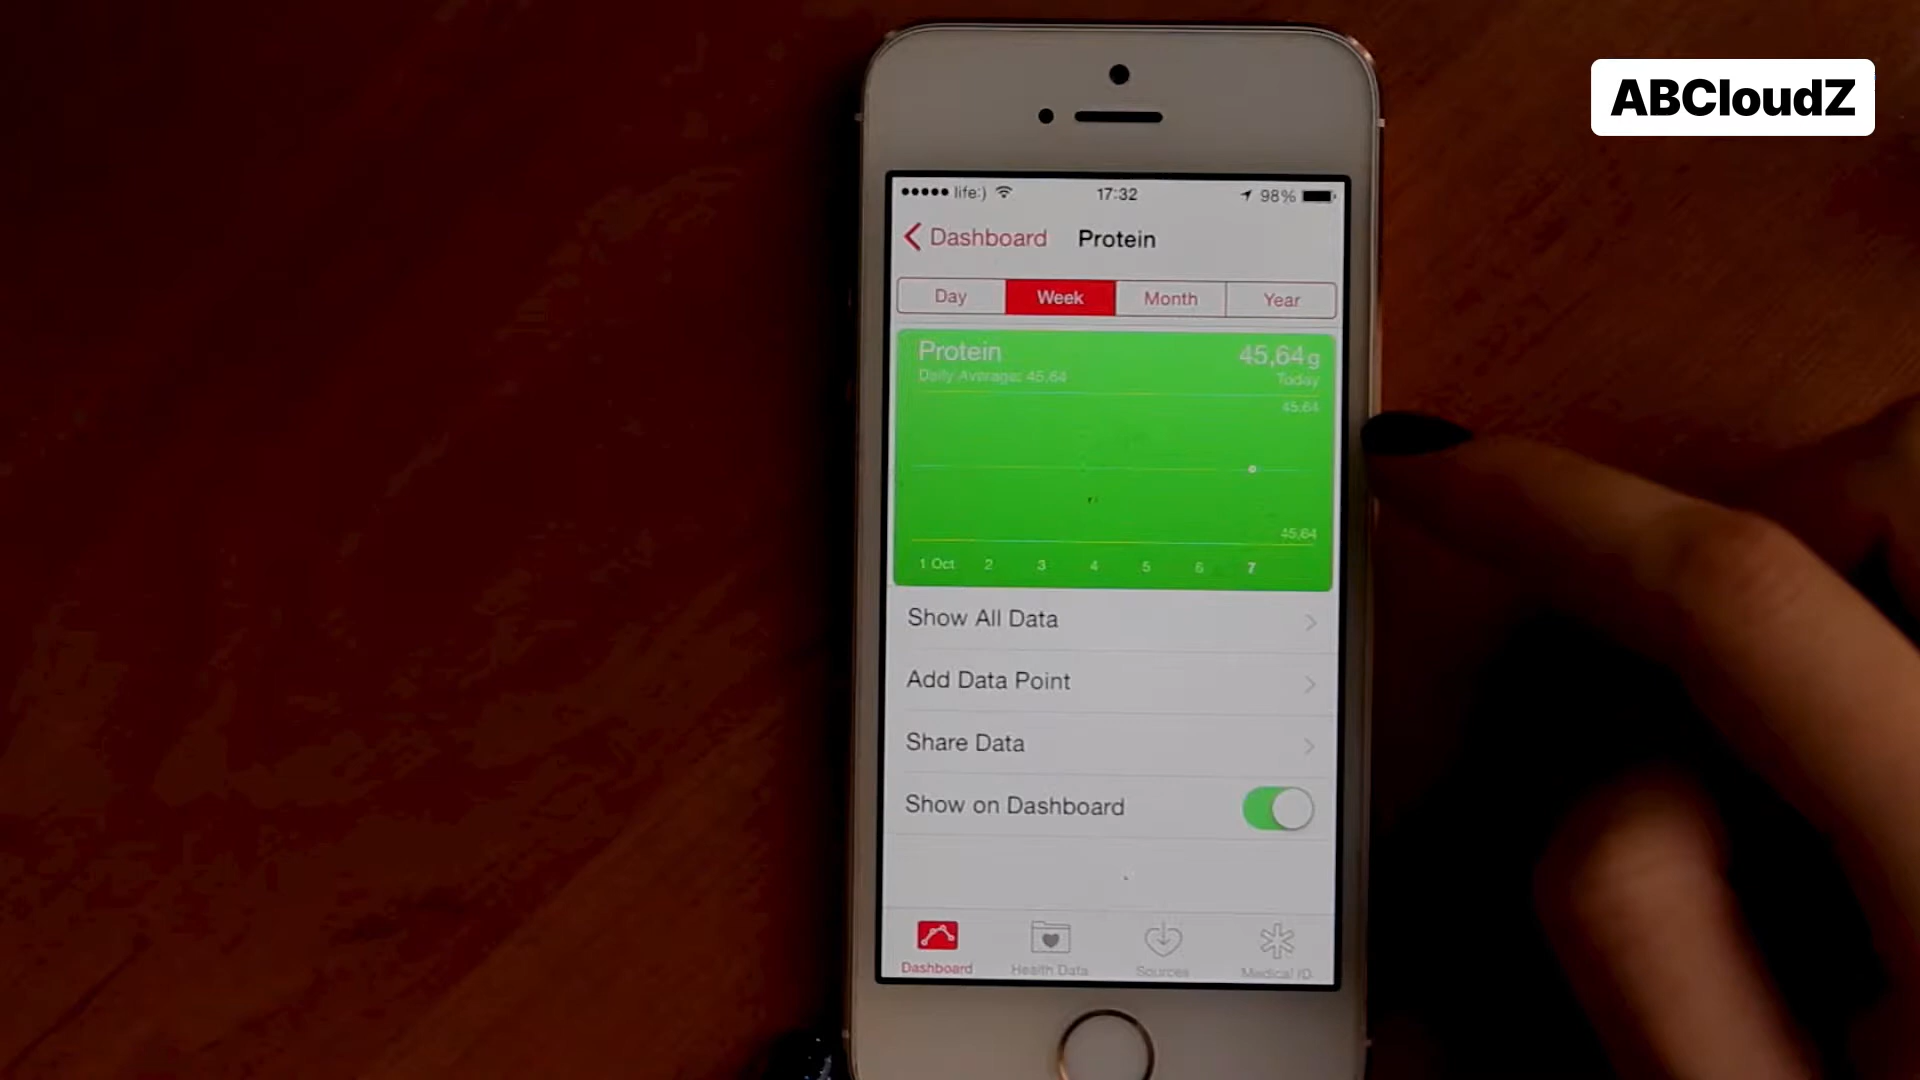 ABCloudZ
life:) 17:32 98%
Dashboard Protein
Day Week Month Year
Protein 45,64g
Daily Average: 45,64 Today
45,64
45,64
1 Oct 2 3 4 5 6 7
Show All Data
Add Data Point
Share Data
Show on Dashboard
Dashboard Health Data Sources Medical ID